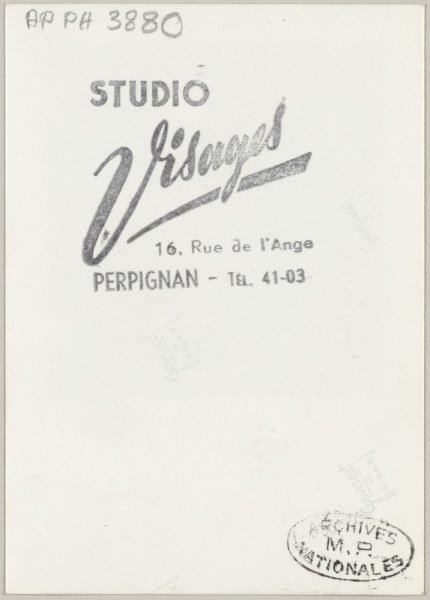 AP PH 3880
STUDIO
Visages
16, Rue de l'Ange
PERPIGNAN - TÉL. 41-03
ARCHIVES
M.P.
NATIONALES